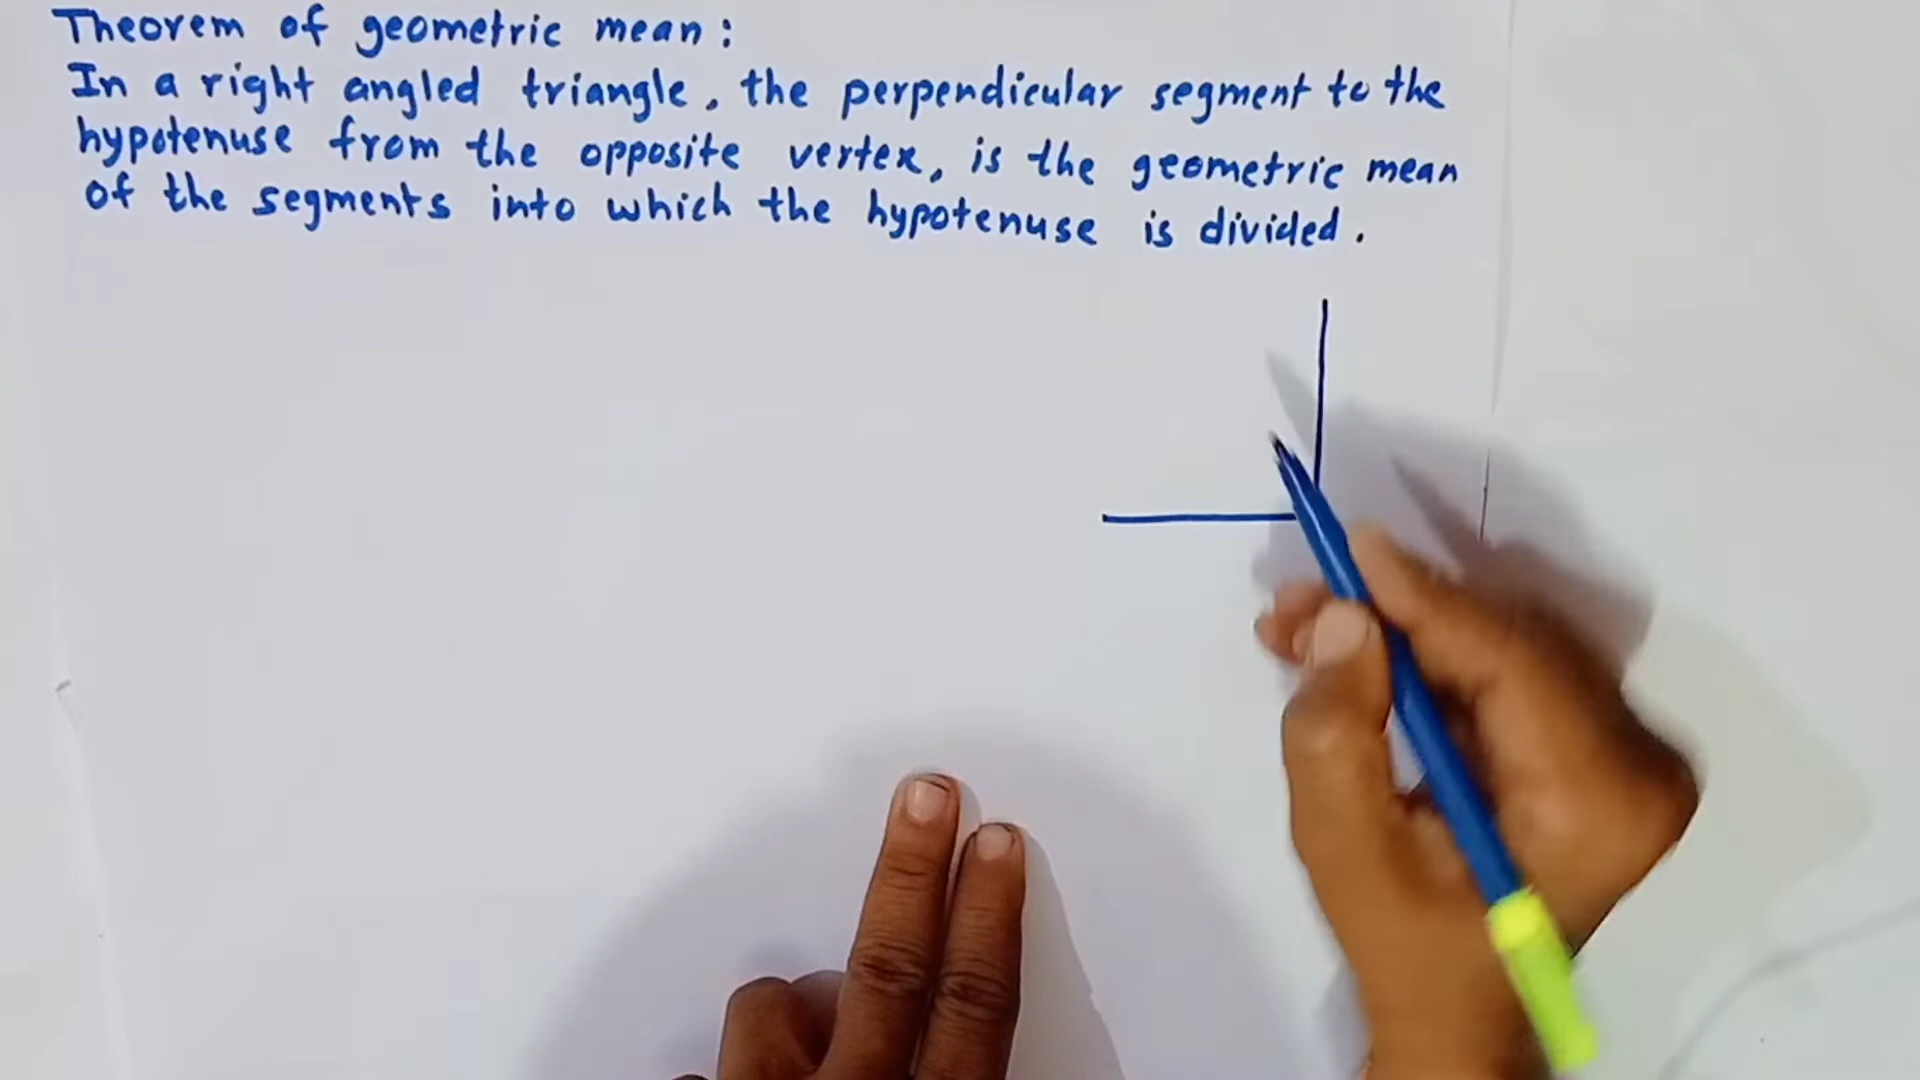 Theorem of geometric mean:
In a right angled triangle, the perpendicular segment to the
hypotenuse from the opposite vertex, is the geometric mean
of the segments into which the hypotenuse is divided.